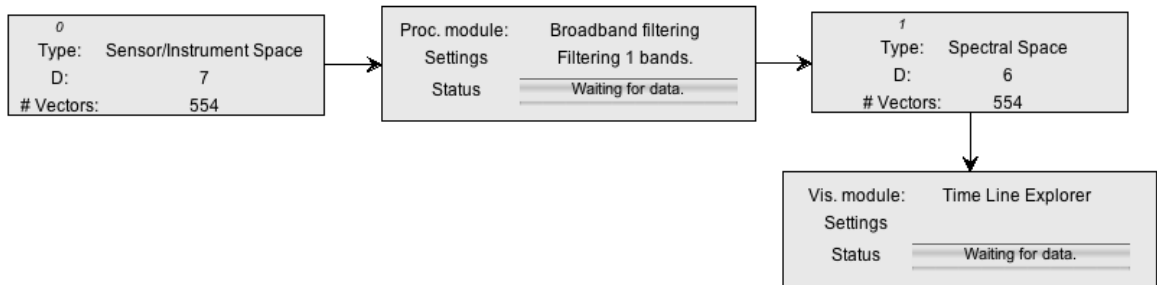 0
Type: Sensor/Instrument Space
D: 7
# Vectors: 554
Proc. module: Broadband filtering
Settings Filtering 1 bands.
Status Waiting for data.
1
Type: Spectral Space
D: 6
# Vectors: 554
Vis. module: Time Line Explorer
Settings
Status Waiting for data.